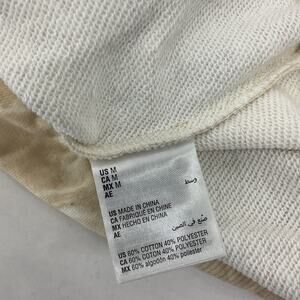 US M
CA M
MX M
AE وسط
US MADE IN CHINA
CA FABRIQUÉ EN CHINE
MX HECHO EN CHINA
AE صنع في الصين
US 60% COTTON 40% POLYESTER
CA 60% COTON 40% POLYESTER
MX 60% algodón 40% poliester